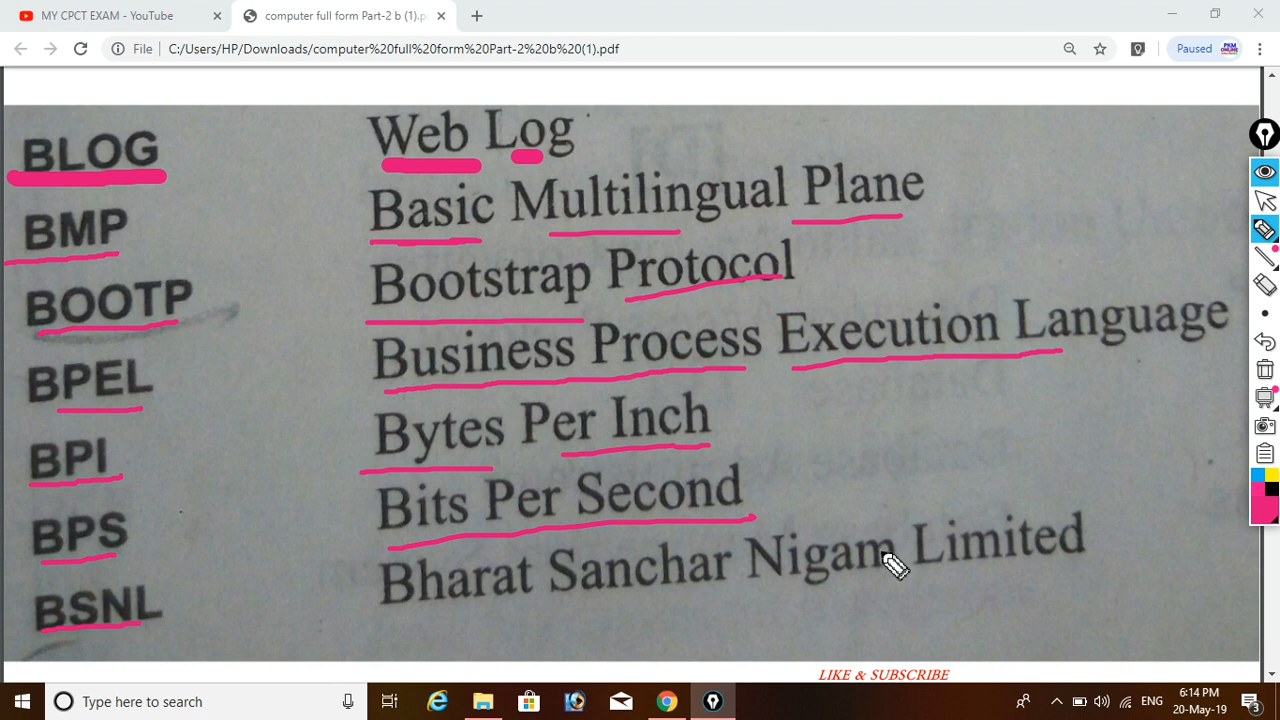 MY CPCT EXAM - YouTube
computer full form Part-2 b (1).p
File C:/Users/HP/Downloads/computer%20full%20form%20Part-2%20b%20(1).pdf
Paused
BLOG Web Log
BMP Basic Multilingual Plane
BOOTP Bootstrap Protocol
BPEL Business Process Execution Language
BPI Bytes Per Inch
BPS Bits Per Second
BSNL Bharat Sanchar Nigam Limited
LIKE & SUBSCRIBE
Type here to search
ENG
6:14 PM
20-May-19
3